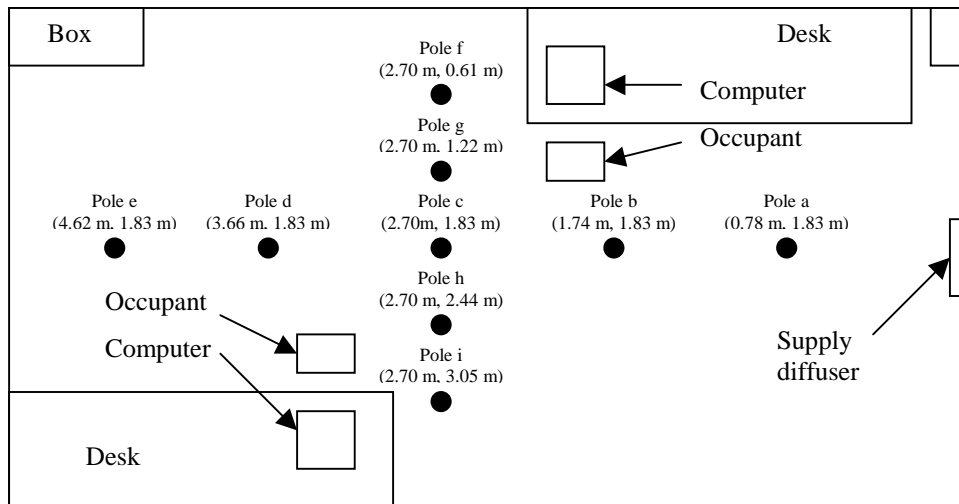 Box
Pole f
(2.70 m, 0.61 m)
Desk
Computer
Pole g
(2.70 m, 1.22 m)
Occupant
Pole e
(4.62 m, 1.83 m)
Pole d
(3.66 m, 1.83 m)
Pole c
(2.70m, 1.83 m)
Pole b
(1.74 m, 1.83 m)
Pole a
(0.78 m, 1.83 m)
Pole h
(2.70 m, 2.44 m)
Occupant
Computer
Pole i
(2.70 m, 3.05 m)
Supply
diffuser
Desk